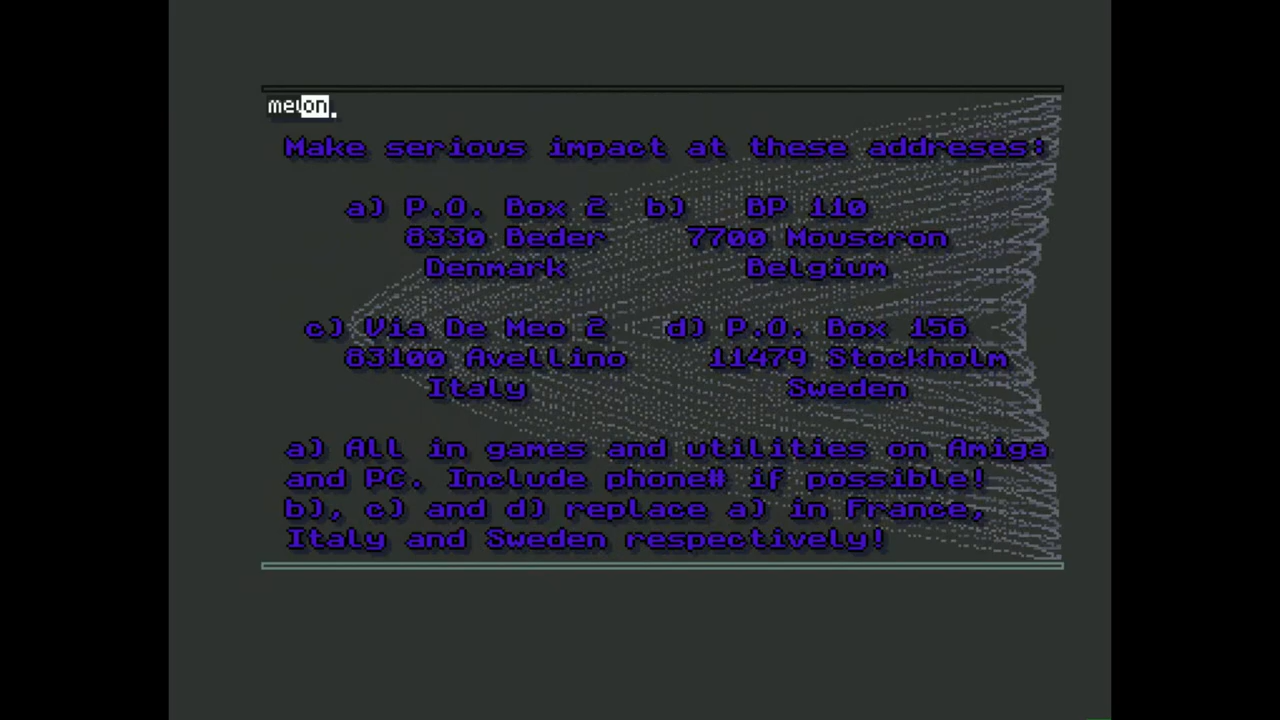 melon.
Make serious impact at these addreses:
a) P.O. Box 2 b) BP 110
8330 Beder 7700 Mouscron
Denmark Belgium
c) Via De Meo 2 d) P.O. Box 156
83100 Avellino 11479 Stockholm
Italy Sweden
a) All in games and utilities on Amiga
and PC. Include phone# if possible!
b), c) and d) replace a) in France,
Italy and Sweden respectively!